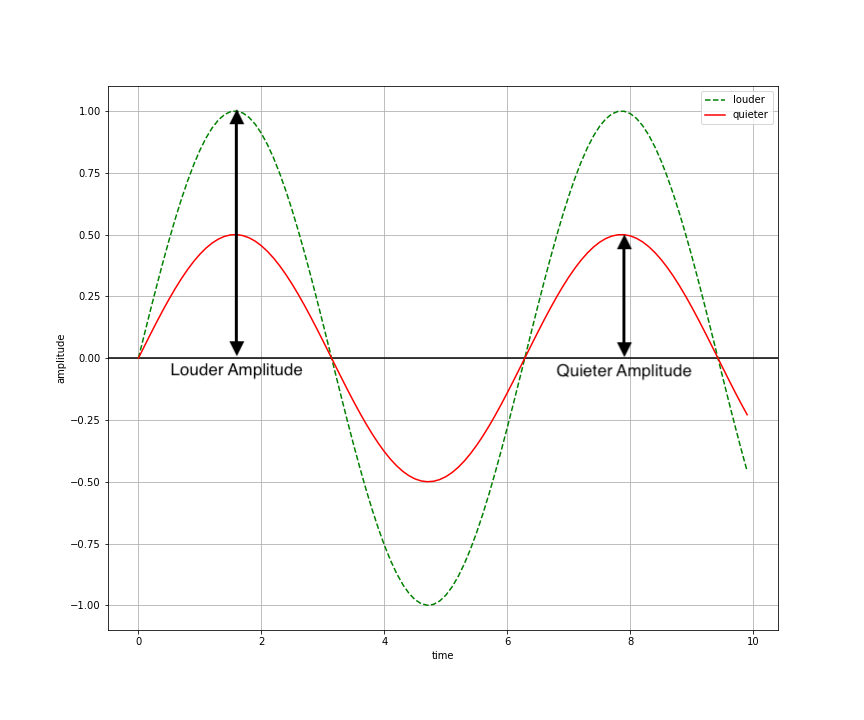 louder
quieter
1.00
0.75
0.50
0.25
0.00
−0.25
−0.50
−0.75
−1.00
amplitude
Louder Amplitude
Quieter Amplitude
0 2 4 6 8 10
time